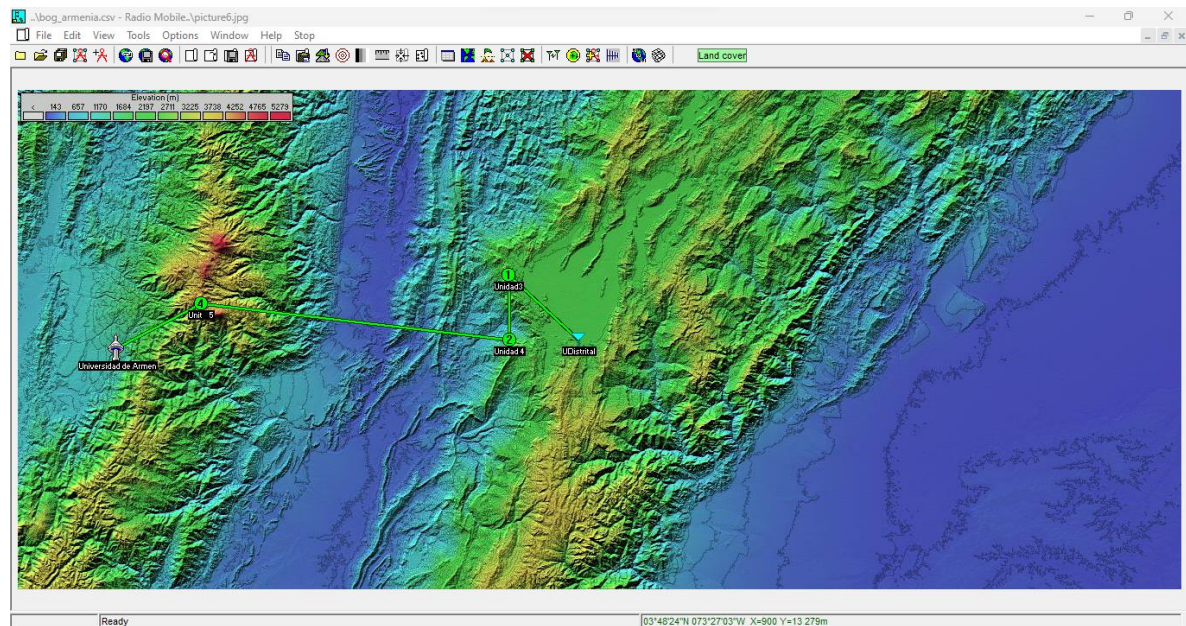 ..\bog_armenia.csv - Radio Mobile..\picture6.jpg
File Edit View Tools Options Window Help Stop
Land cover
Elevation (m)
< 143 657 1170 1684 2197 2711 3225 3738 4252 4765 5279
1
Unidad3
4
Unit 5
2
Unidad 4
UDistrital
Universidad de Armen
Ready
03°48'24"N 073°27'03"W X=900 Y=13 279m